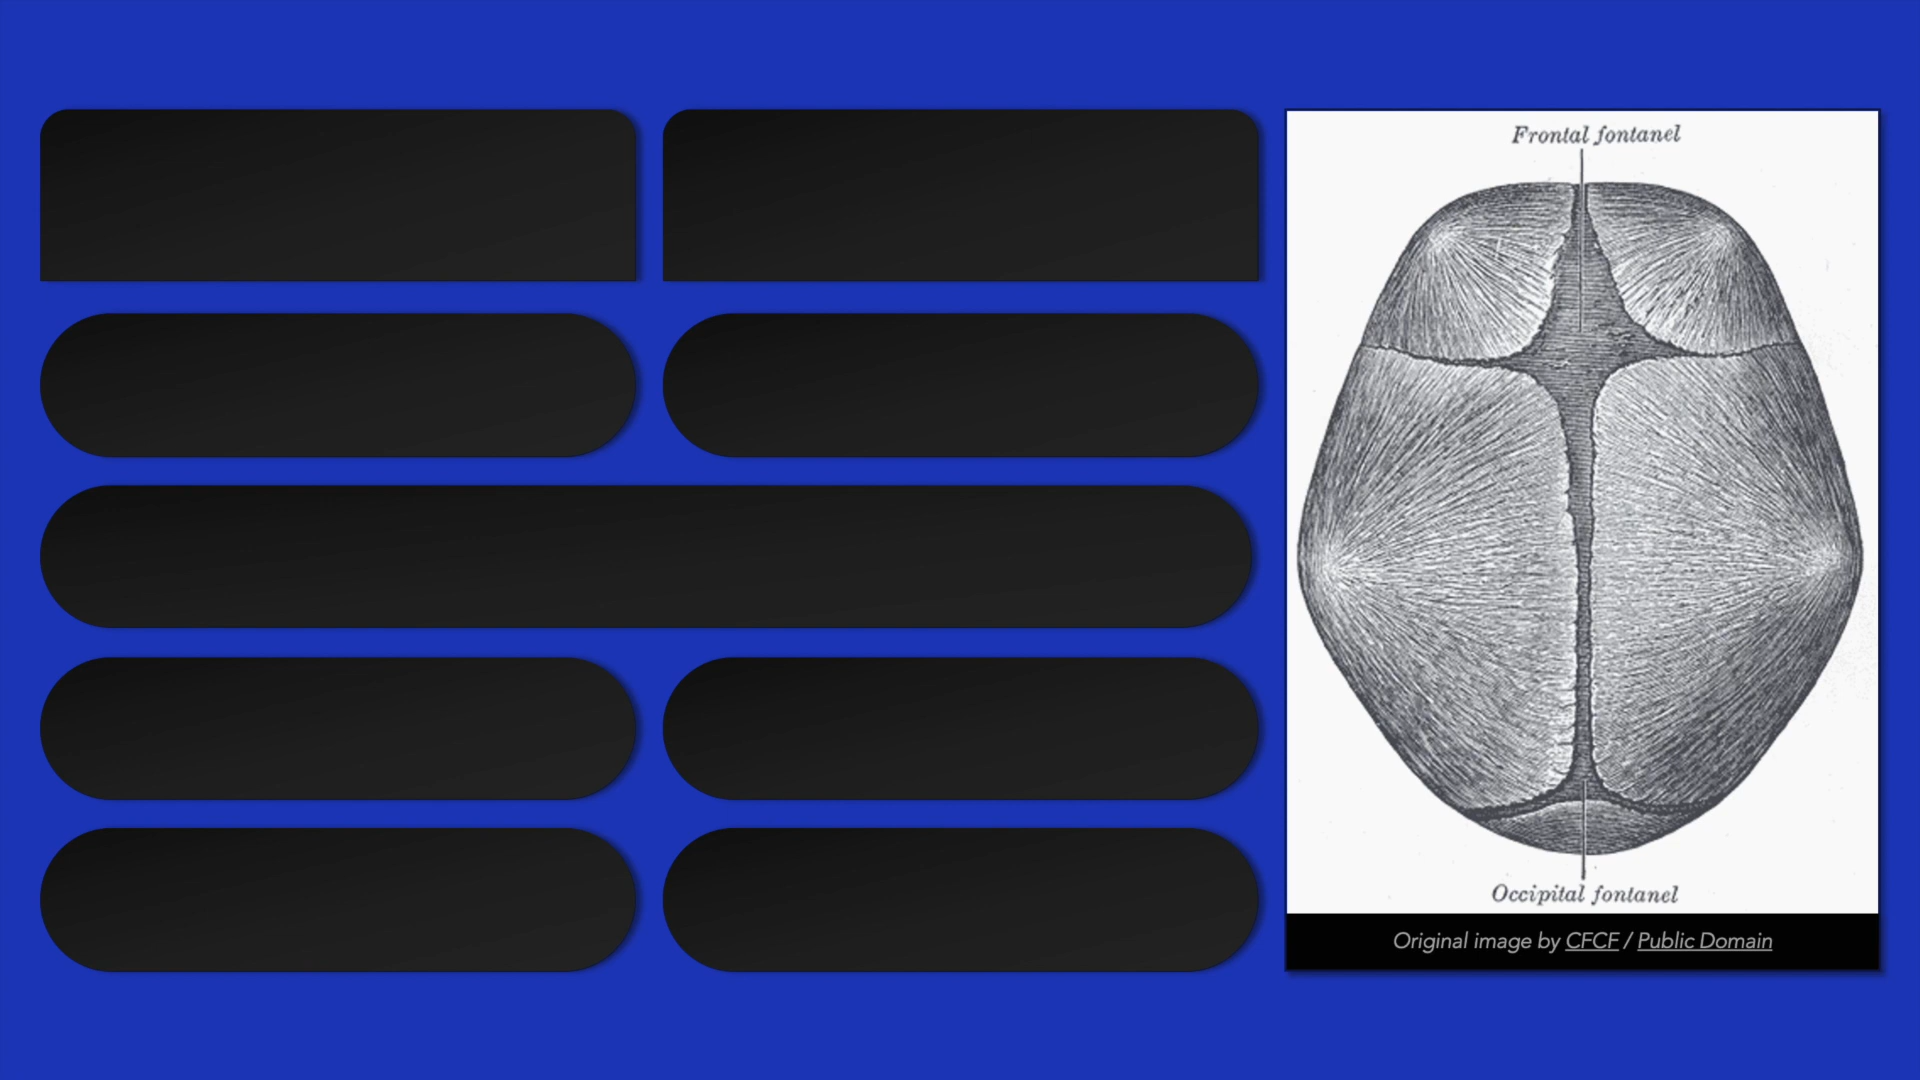 Frontal fontanel
Occipital fontanel
Original image by CFCF / Public Domain